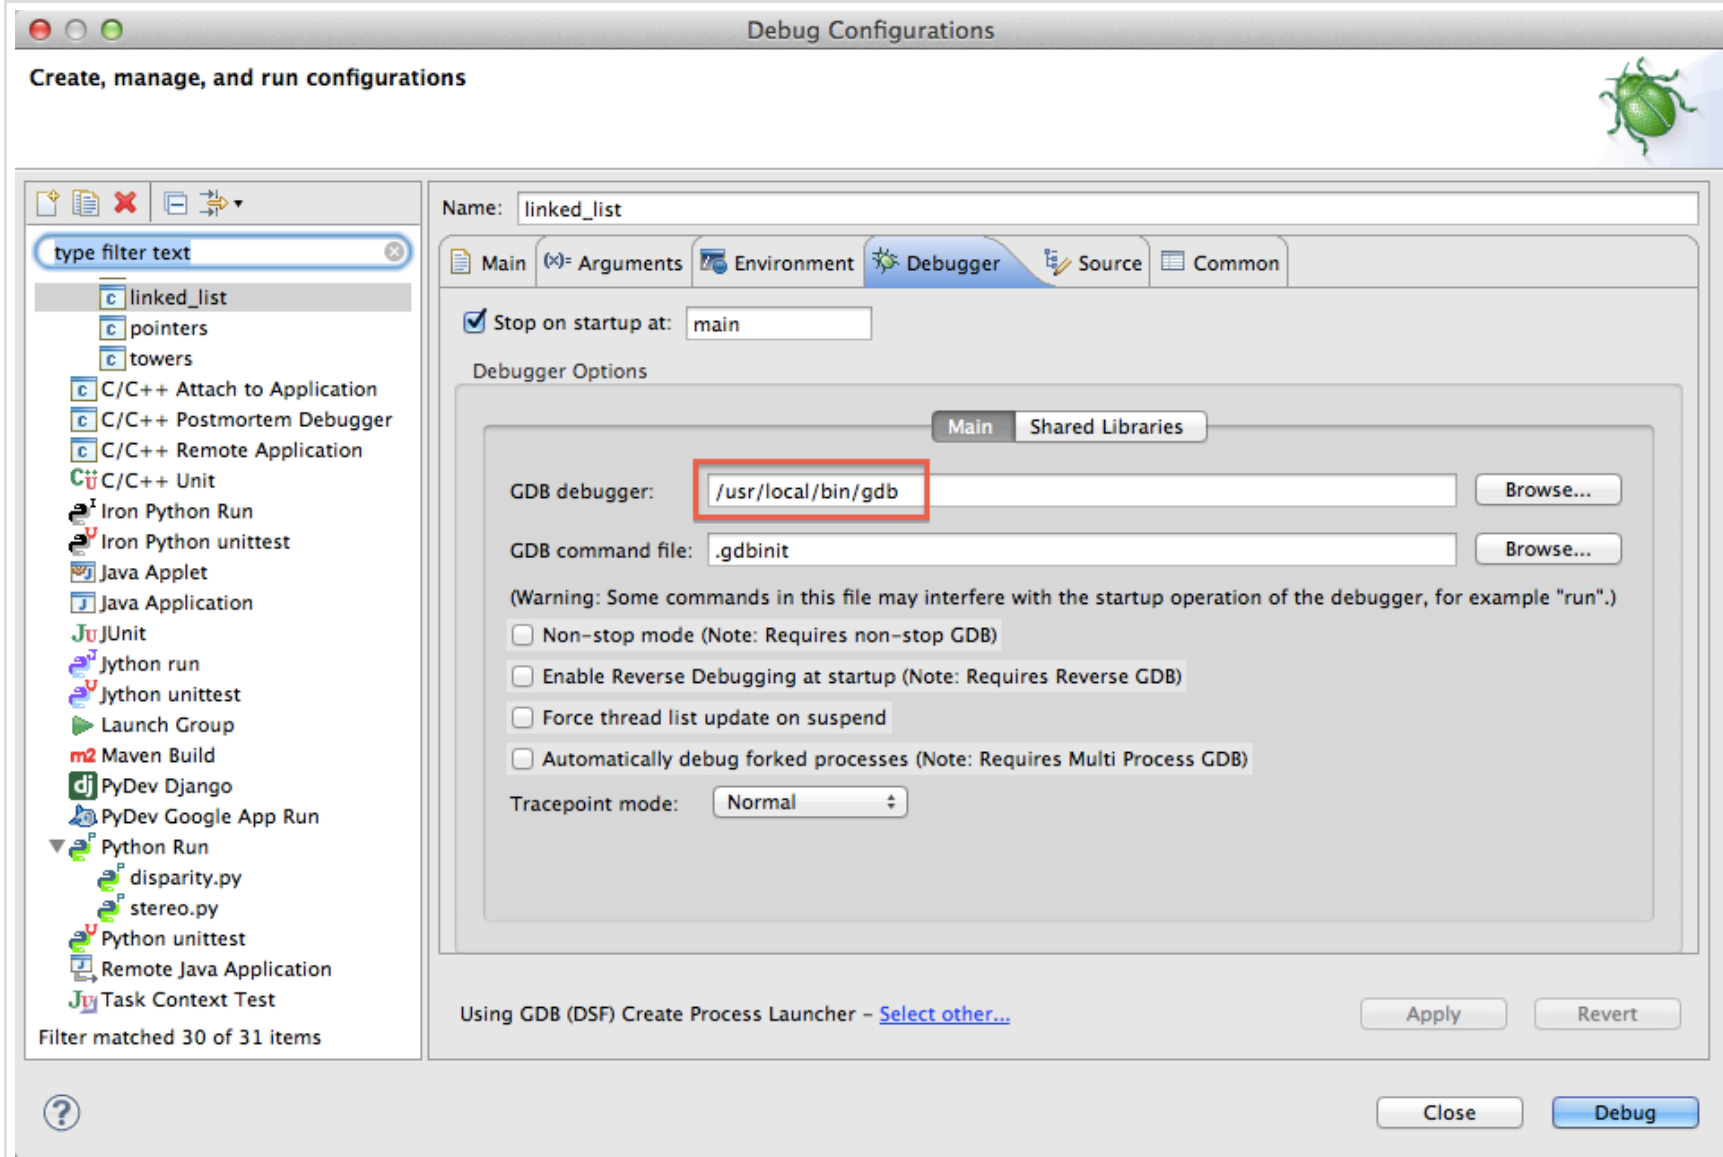 Debug Configurations
Create, manage, and run configurations
type filter text
linked_list
pointers
towers
C/C++ Attach to Application
C/C++ Postmortem Debugger
C/C++ Remote Application
C/C++ Unit
Iron Python Run
Iron Python unittest
Java Applet
Java Application
JUnit
Jython run
Jython unittest
Launch Group
m2 Maven Build
dj PyDev Django
PyDev Google App Run
Python Run
disparity.py
stereo.py
Python unittest
Remote Java Application
Task Context Test
Filter matched 30 of 31 items
Name: linked_list
Main (x)= Arguments Environment Debugger Source Common
Stop on startup at: main
Debugger Options
Main Shared Libraries
GDB debugger: /usr/local/bin/gdb Browse...
GDB command file: .gdbinit Browse...
(Warning: Some commands in this file may interfere with the startup operation of the debugger, for example "run".)
Non-stop mode (Note: Requires non-stop GDB)
Enable Reverse Debugging at startup (Note: Requires Reverse GDB)
Force thread list update on suspend
Automatically debug forked processes (Note: Requires Multi Process GDB)
Tracepoint mode: Normal
Using GDB (DSF) Create Process Launcher - Select other...
Apply Revert
? Close Debug